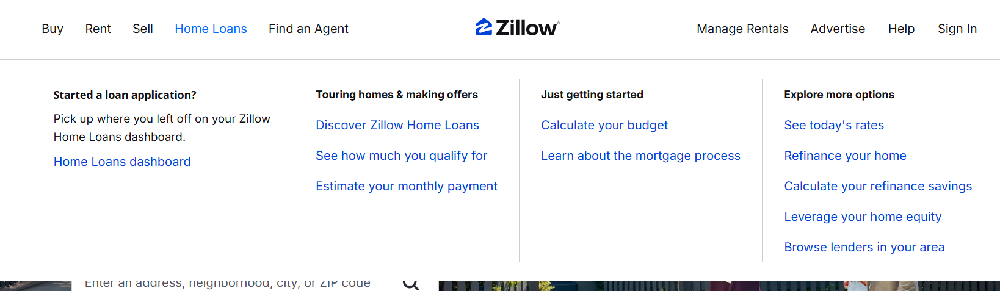 Buy
Rent
Sell
Home Loans
Find an Agent
Zillow
Manage Rentals
Advertise
Help
Sign In
Started a loan application?
Pick up where you left off on your Zillow
Home Loans dashboard.
Home Loans dashboard
Touring homes & making offers
Discover Zillow Home Loans
See how much you qualify for
Estimate your monthly payment
Just getting started
Calculate your budget
Learn about the mortgage process
Explore more options
See today's rates
Refinance your home
Calculate your refinance savings
Leverage your home equity
Browse lenders in your area
Enter an address, neighborhood, city, or ZIP code